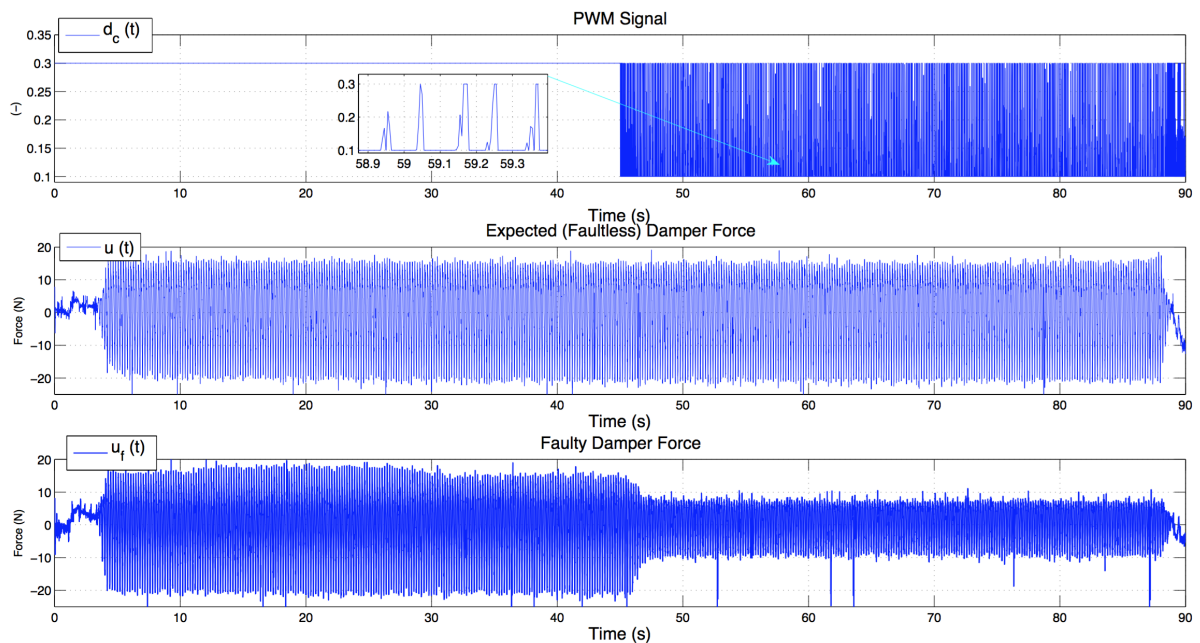 PWM Signal
d_c (t)
0.35
0.3
0.25
0.2
0.15
0.1
(-)
0.3
0.2
0.1
58.9 59 59.1 59.2 59.3
0 10 20 30 40 50 60 70 80 90
Time (s)
Expected (Faultless) Damper Force
u (t)
20
10
0
−10
−20
Force (N)
0 10 20 30 40 50 60 70 80 90
Time (s)
Faulty Damper Force
u_f (t)
20
10
0
−10
−20
Force (N)
0 10 20 30 40 50 60 70 80 90
Time (s)